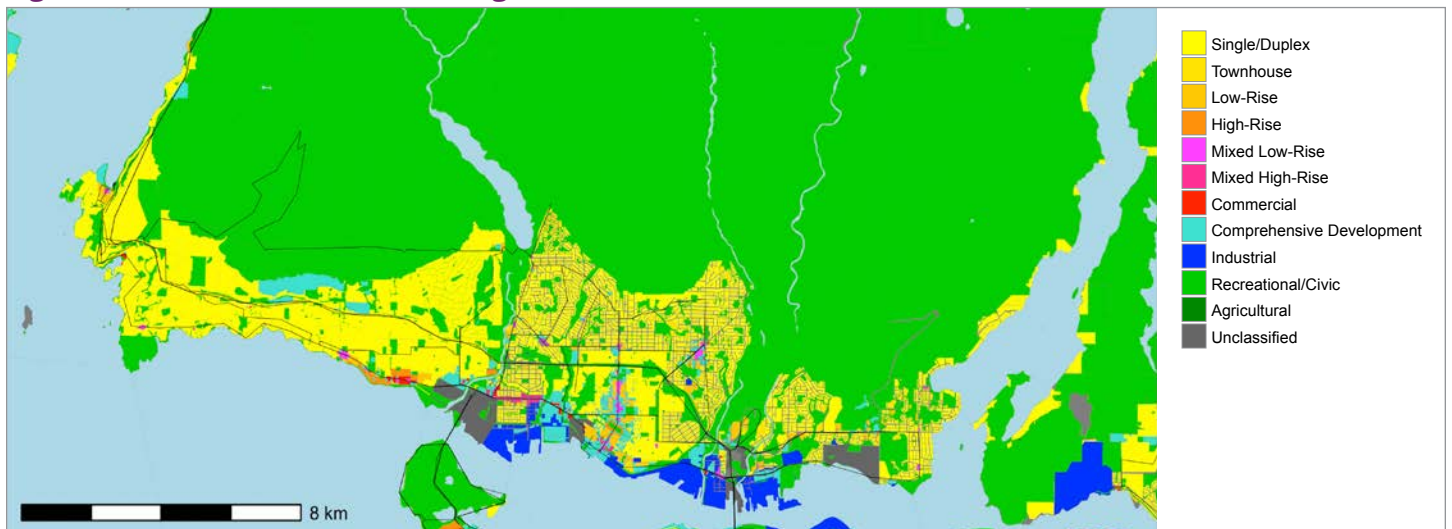 Single/Duplex
Townhouse
Low-Rise
High-Rise
Mixed Low-Rise
Mixed High-Rise
Commercial
Comprehensive Development
Industrial
Recreational/Civic
Agricultural
Unclassified
8 km